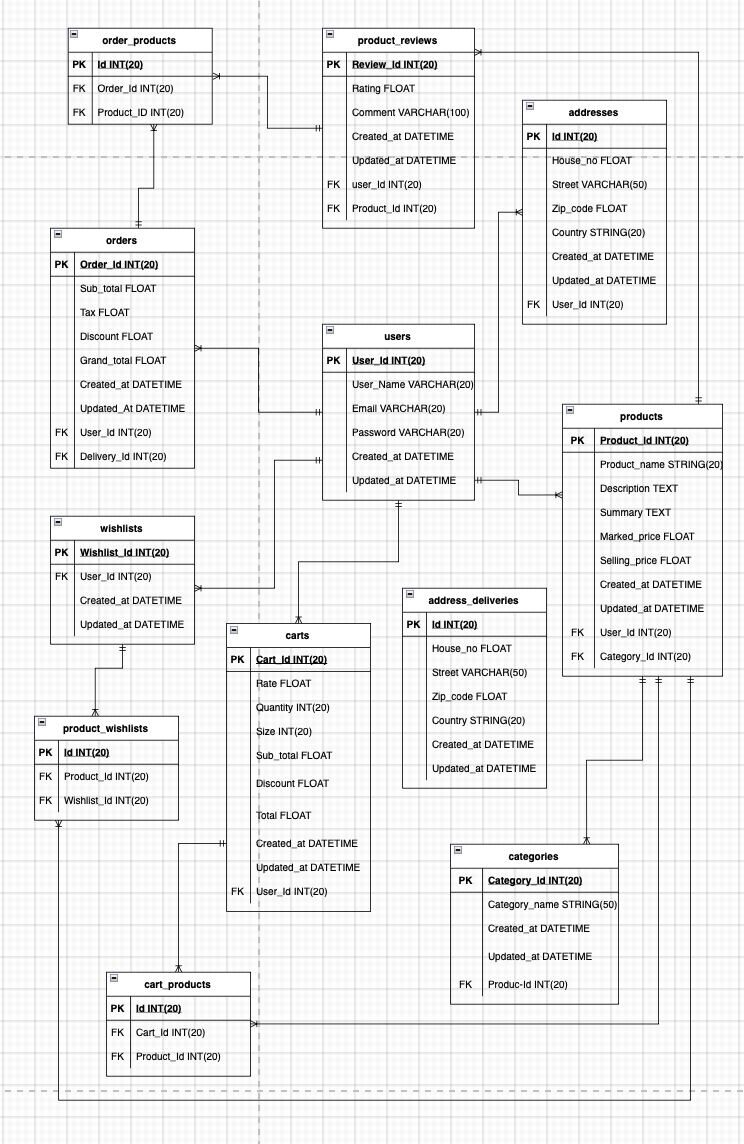 order_products
PK Id INT(20)
FK Order_Id INT(20)
FK Product_ID INT(20)
product_reviews
PK Review_Id INT(20)
Rating FLOAT
Comment VARCHAR(100)
Created_at DATETIME
Updated_at DATETIME
FK user_Id INT(20)
FK Product_Id INT(20)
addresses
PK Id INT(20)
House_no FLOAT
Street VARCHAR(50)
Zip_code FLOAT
Country STRING(20)
Created_at DATETIME
Updated_at DATETIME
FK User_Id INT(20)
orders
PK Order_Id INT(20)
Sub_total FLOAT
Tax FLOAT
Discount FLOAT
Grand_total FLOAT
Created_at DATETIME
Updated_At DATETIME
FK User_Id INT(20)
FK Delivery_Id INT(20)
users
PK User_Id INT(20)
User_Name VARCHAR(20)
Email VARCHAR(20)
Password VARCHAR(20)
Created_at DATETIME
Updated_at DATETIME
products
PK Product_Id INT(20)
Product_name STRING(20)
Description TEXT
Summary TEXT
Marked_price FLOAT
Selling_price FLOAT
Created_at DATETIME
Updated_at DATETIME
FK User_Id INT(20)
FK Category_Id INT(20)
wishlists
PK Wishlist_Id INT(20)
FK User_Id INT(20)
Created_at DATETIME
Updated_at DATETIME
address_deliveries
PK Id INT(20)
House_no FLOAT
Street VARCHAR(50)
Zip_code FLOAT
Country STRING(20)
Created_at DATETIME
Updated_at DATETIME
carts
PK Cart_Id INT(20)
Rate FLOAT
Quantity INT(20)
Size INT(20)
Sub_total FLOAT
Discount FLOAT
Total FLOAT
Created_at DATETIME
Updated_at DATETIME
FK User_Id INT(20)
product_wishlists
PK Id INT(20)
FK Product_Id INT(20)
FK Wishlist_Id INT(20)
categories
PK Category_Id INT(20)
Category_name STRING(50)
Created_at DATETIME
Updated_at DATETIME
FK Produc-Id INT(20)
cart_products
PK Id INT(20)
FK Cart_Id INT(20)
FK Product_Id INT(20)